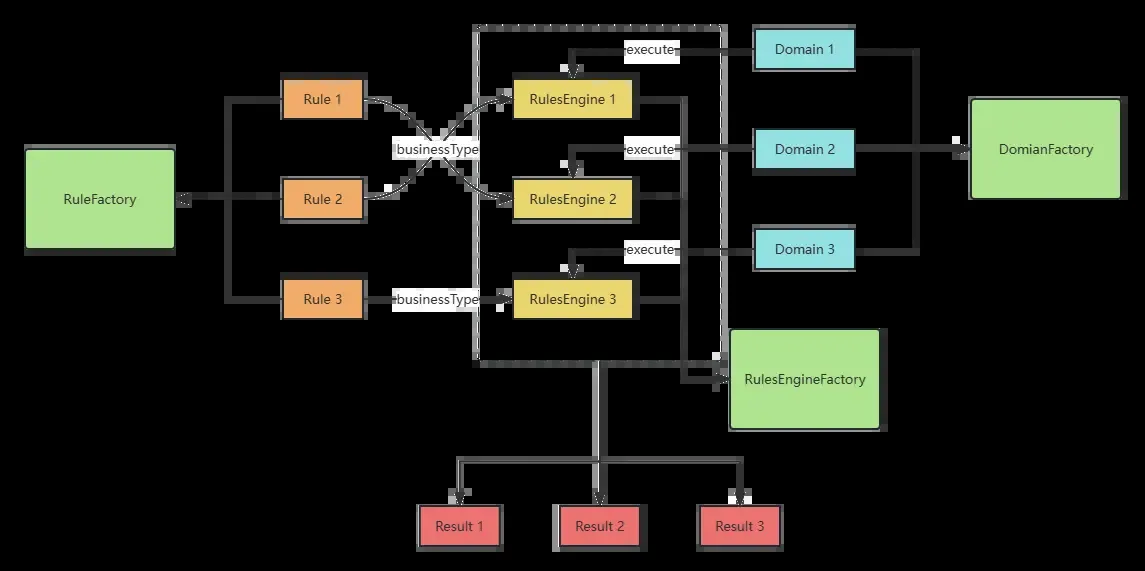 execute
Domain 1
Rule 1
RulesEngine 1
businessType
execute
Domain 2
DomianFactory
RuleFactory
Rule 2
RulesEngine 2
execute
Domain 3
Rule 3
businessType
RulesEngine 3
RulesEngineFactory
Result 1
Result 2
Result 3